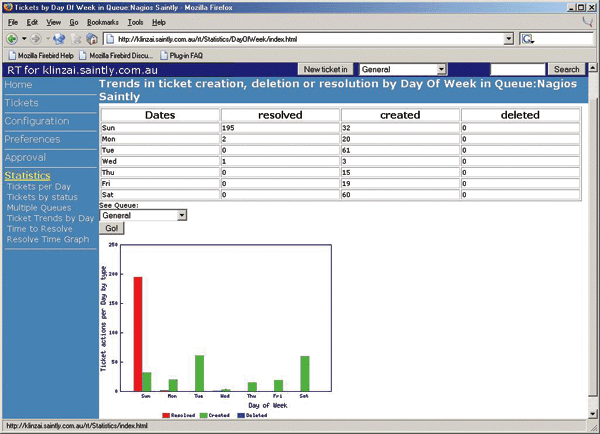 Tickets by Day Of Week in Queue:Nagios Saintly - Mozilla Firefox
File Edit View Go Bookmarks Tools Help
http://klinzai.saintly.com.au/rt/Statistics/DayOfWeek/index.html
Mozilla Firebird Help Mozilla Firebird Discu... Plug-in FAQ
RT for klinzai.saintly.com.au New ticket in General Search
Home
Tickets
Configuration
Preferences
Approval
Statistics
Tickets per Day
Tickets by status
Multiple Queues
Ticket Trends by Day
Time to Resolve
Resolve Time Graph
Trends in ticket creation, deletion or resolution by Day Of Week in Queue:Nagios
Saintly
Dates resolved created deleted
Sun 195 32 0
Mon 2 20 0
Tue 0 61 0
Wed 1 3 0
Thu 0 15 0
Fri 0 19 0
Sat 0 60 0
See Queue:
General
Go!
Ticket actions per Day by type
250
200
150
100
50
0
Sun Mon Tue Wed Thu Fri Sat
Day of Week
Resolved Created Deleted
http://klinzai.saintly.com.au/rt/Statistics/index.html